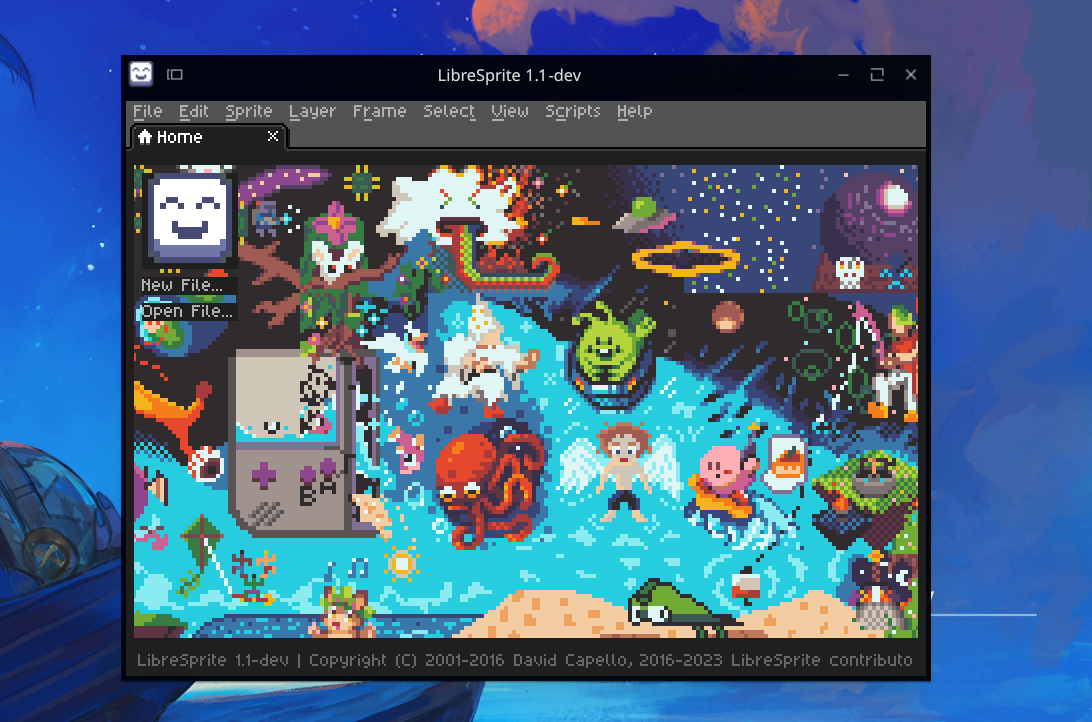 LibreSprite 1.1-dev
File Edit Sprite Layer Frame Select View Scripts Help
Home
New File...
Open File...
B A
LibreSprite 1.1-dev | Copyright (C) 2001-2016 David Capello, 2016-2023 LibreSprite contributo